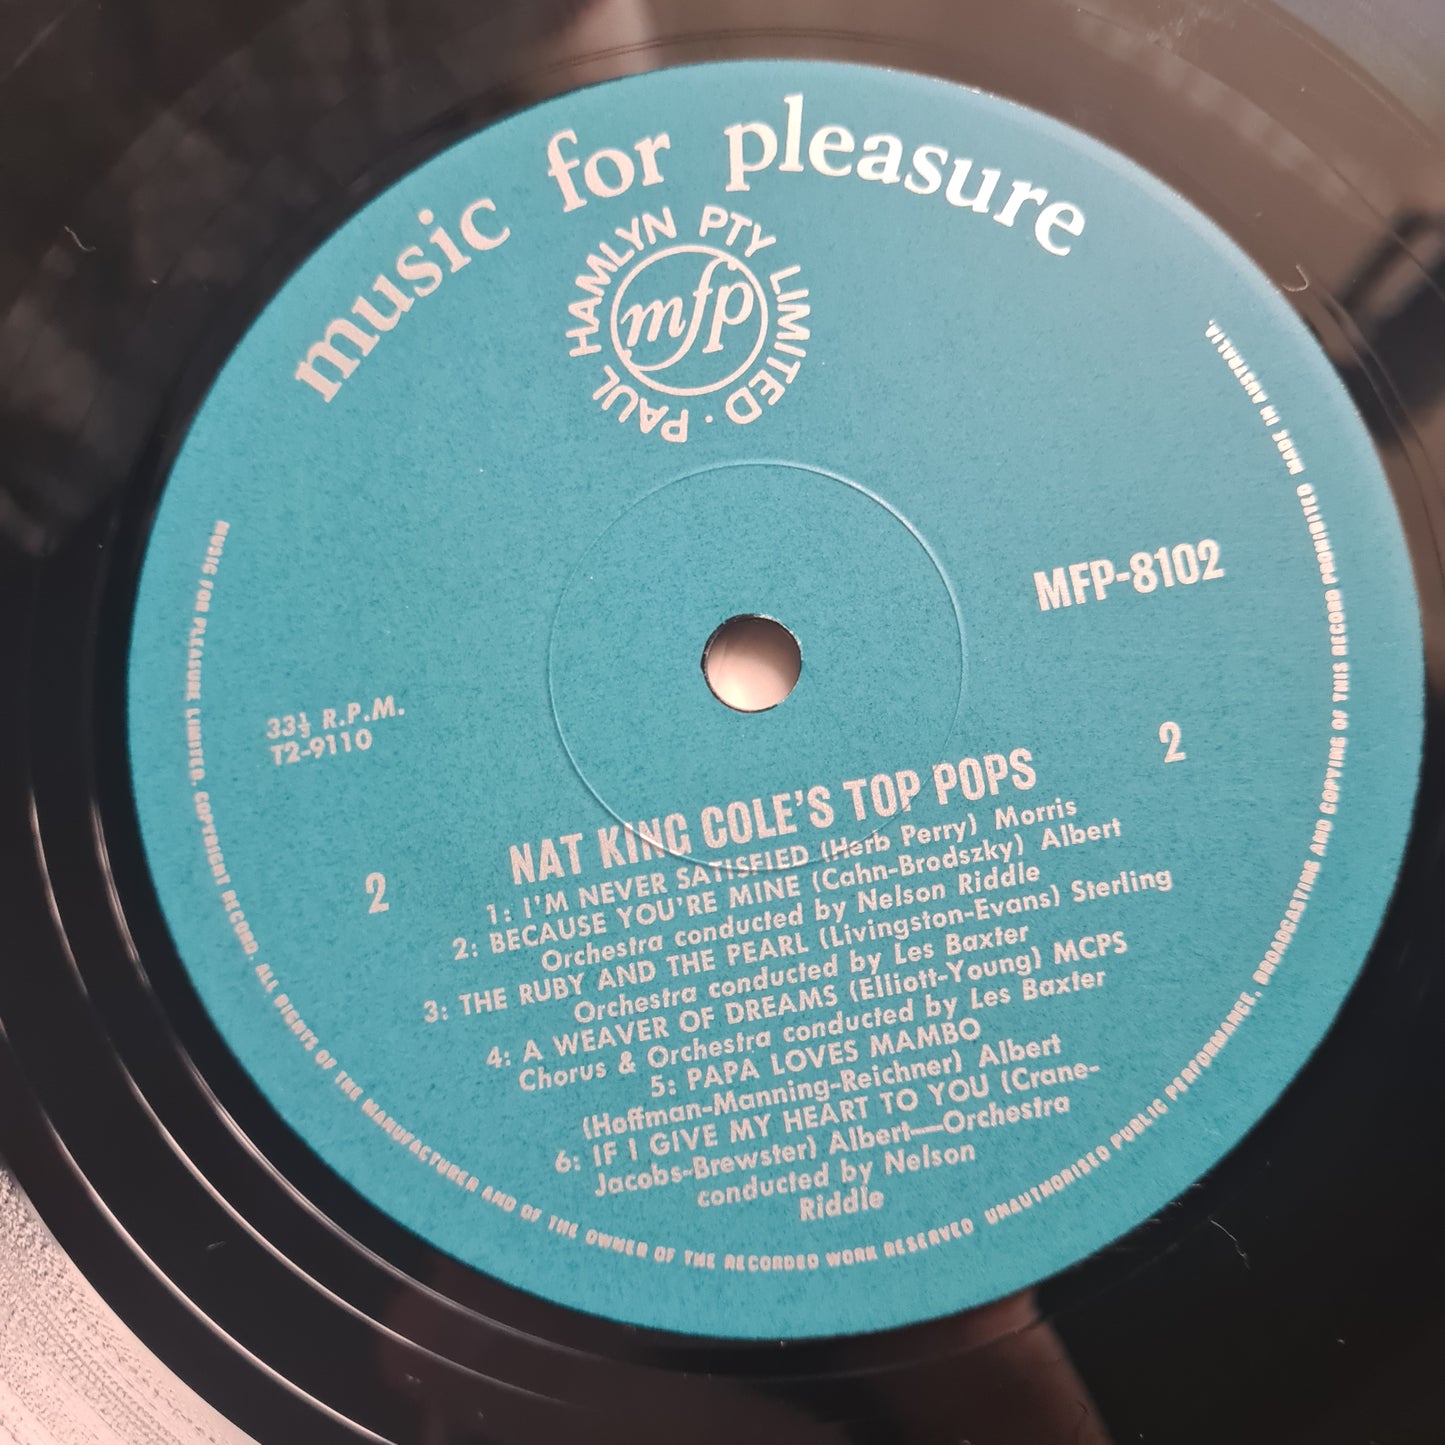 music for pleasure
PAUL HAMLYN PTY LIMITED ·
mfp
MFP-8102
33⅓ R.P.M.
T2-9110
2
2
NAT KING COLE'S TOP POPS
1: I'M NEVER SATISFIED (Herb Perry) Morris
2: BECAUSE YOU'RE MINE (Cahn-Brodszky) Albert
Orchestra conducted by Nelson Riddle
3: THE RUBY AND THE PEARL (Livingston-Evans) Sterling
Orchestra conducted by Les Baxter
4: A WEAVER OF DREAMS (Elliott-Young) MCPS
Chorus & Orchestra conducted by Les Baxter
5: PAPA LOVES MAMBO
(Hoffman-Manning-Reichner) Albert
6: IF I GIVE MY HEART TO YOU (Crane-
Jacobs-Brewster) Albert—Orchestra
conducted by Nelson
Riddle
MUSIC FOR PLEASURE LIMITED. COPYRIGHT RECORD. ALL RIGHTS OF THE MANUFACTURER AND OF THE OWNER OF THE RECORDED WORK RESERVED UNAUTHORISED PUBLIC PERFORMANCE, BROADCASTING AND COPYING OF THIS RECORD PROHIBITED MADE IN AUSTRALIA.